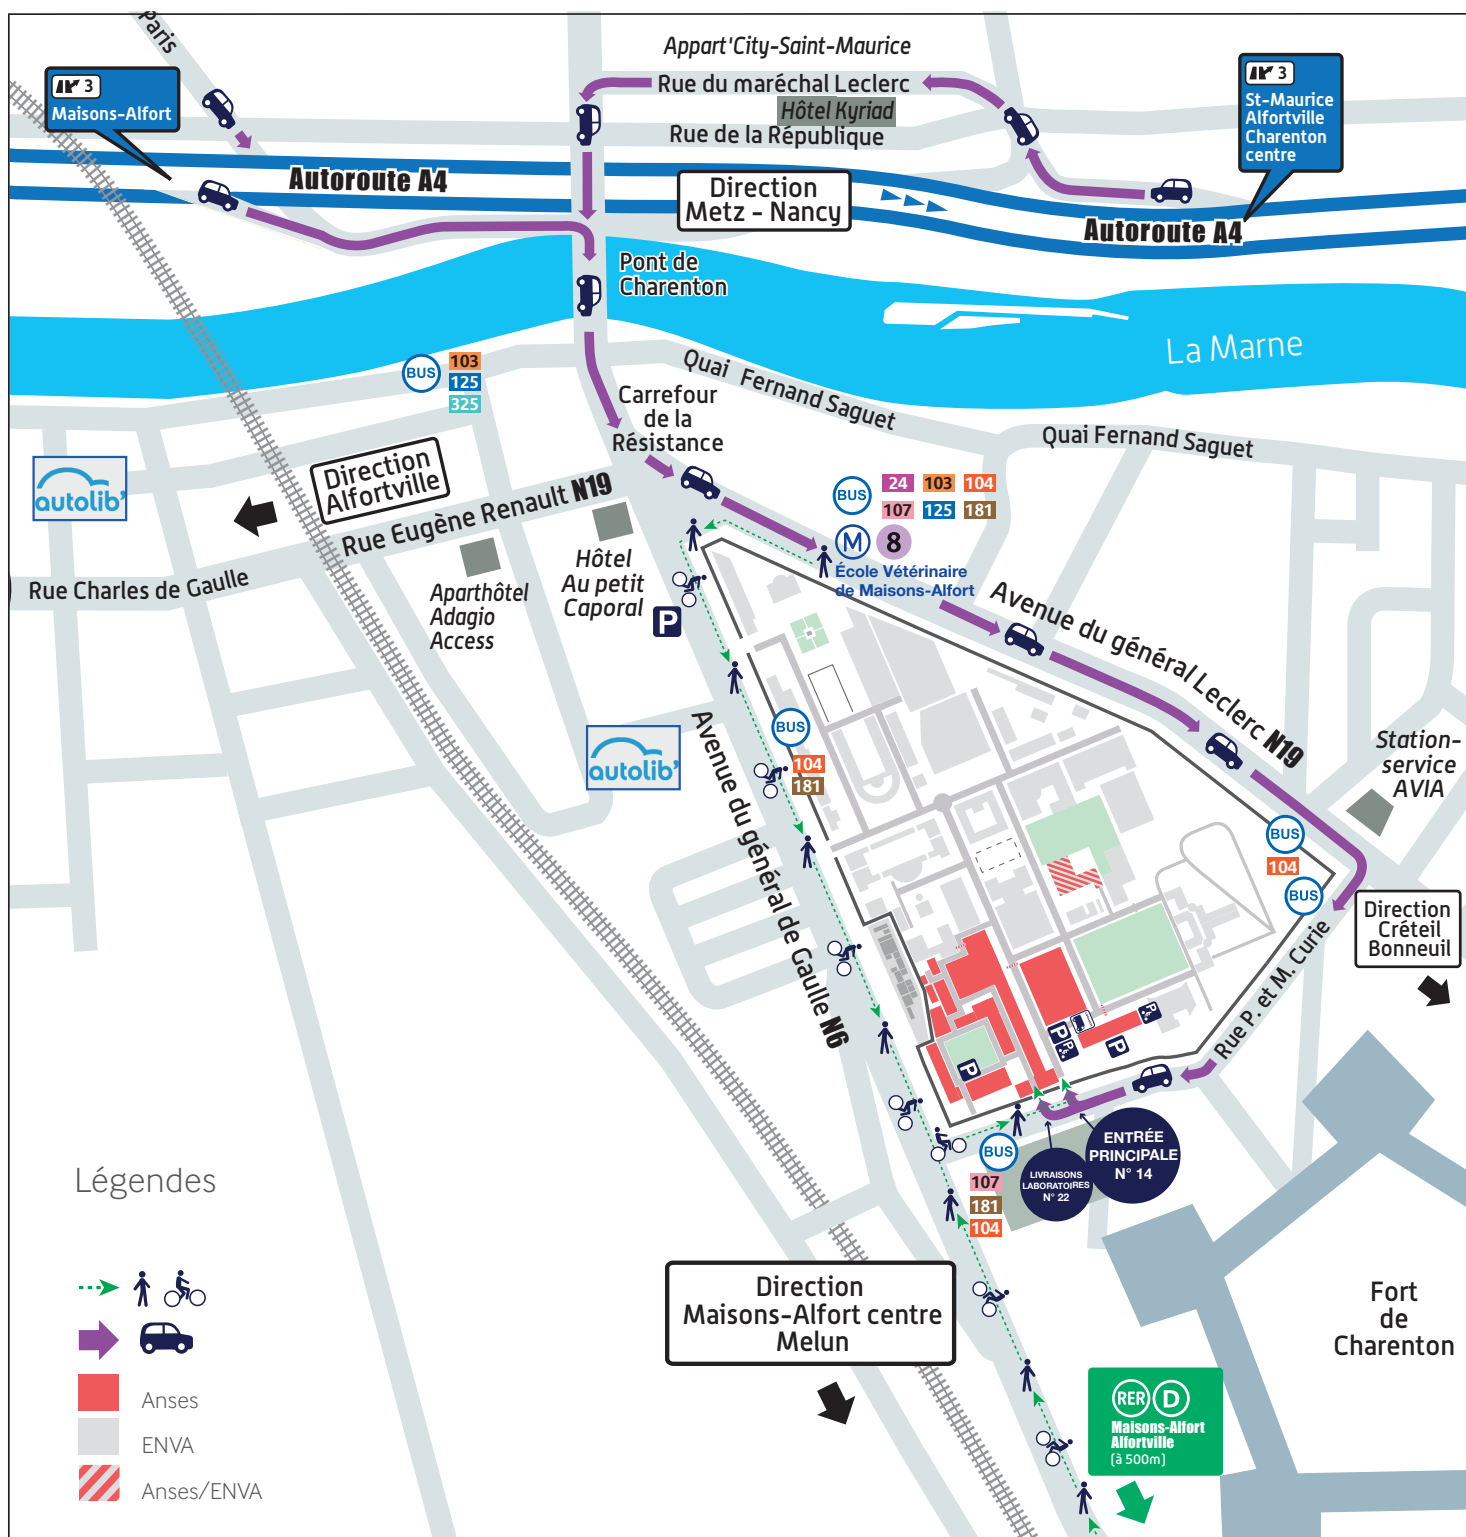 Paris
3
Maisons-Alfort
Appart'City-Saint-Maurice
Rue du maréchal Leclerc
Hôtel Kyriad
Rue de la République
3
St-Maurice
Alfortville
Charenton
centre
Autoroute A4
Direction
Metz - Nancy
Autoroute A4
Pont de
Charenton
La Marne
BUS
103
125
325
Quai Fernand Saguet
Carrefour
de la
Résistance
Quai Fernand Saguet
autolib'
Direction
Alfortville
Rue Eugène Renault N19
BUS
24 103 104
107 125 181
M 8
École Vétérinaire
de Maisons-Alfort
Rue Charles de Gaulle
Hôtel
Au petit
Caporal
Aparthôtel
Adagio
Access
P
Avenue du général Leclerc N19
autolib'
BUS
104
181
Avenue du général de Gaulle N6
Station-
service
AVIA
BUS
104
BUS
Direction
Créteil
Bonneuil
Rue P. et M. Curie
P
P
P
P
P
BUS
107
181
104
LIVRAISONS
LABORATOIRES
N° 22
ENTRÉE
PRINCIPALE
N° 14
Légendes
Anses
ENVA
Anses/ENVA
Direction
Maisons-Alfort centre
Melun
Fort
de
Charenton
RER D
Maisons-Alfort
Alfortville
(à 500m)